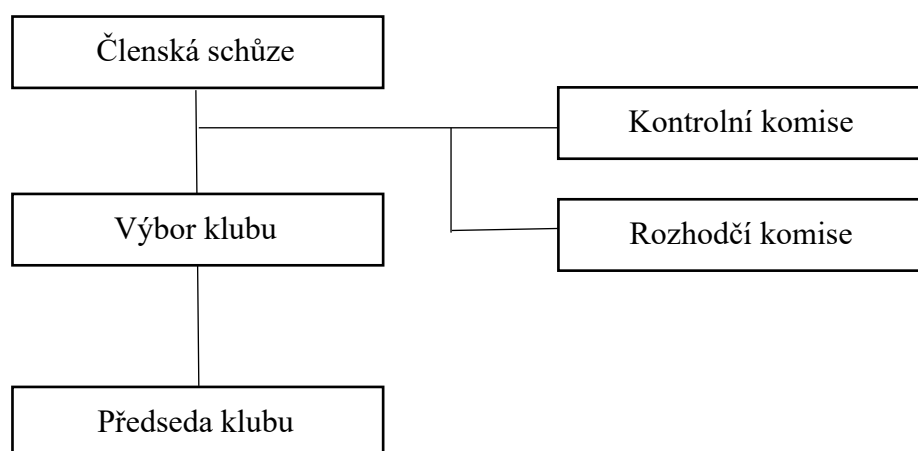 Členská schůze
Kontrolní komise
Výbor klubu
Rozhodčí komise
Předseda klubu